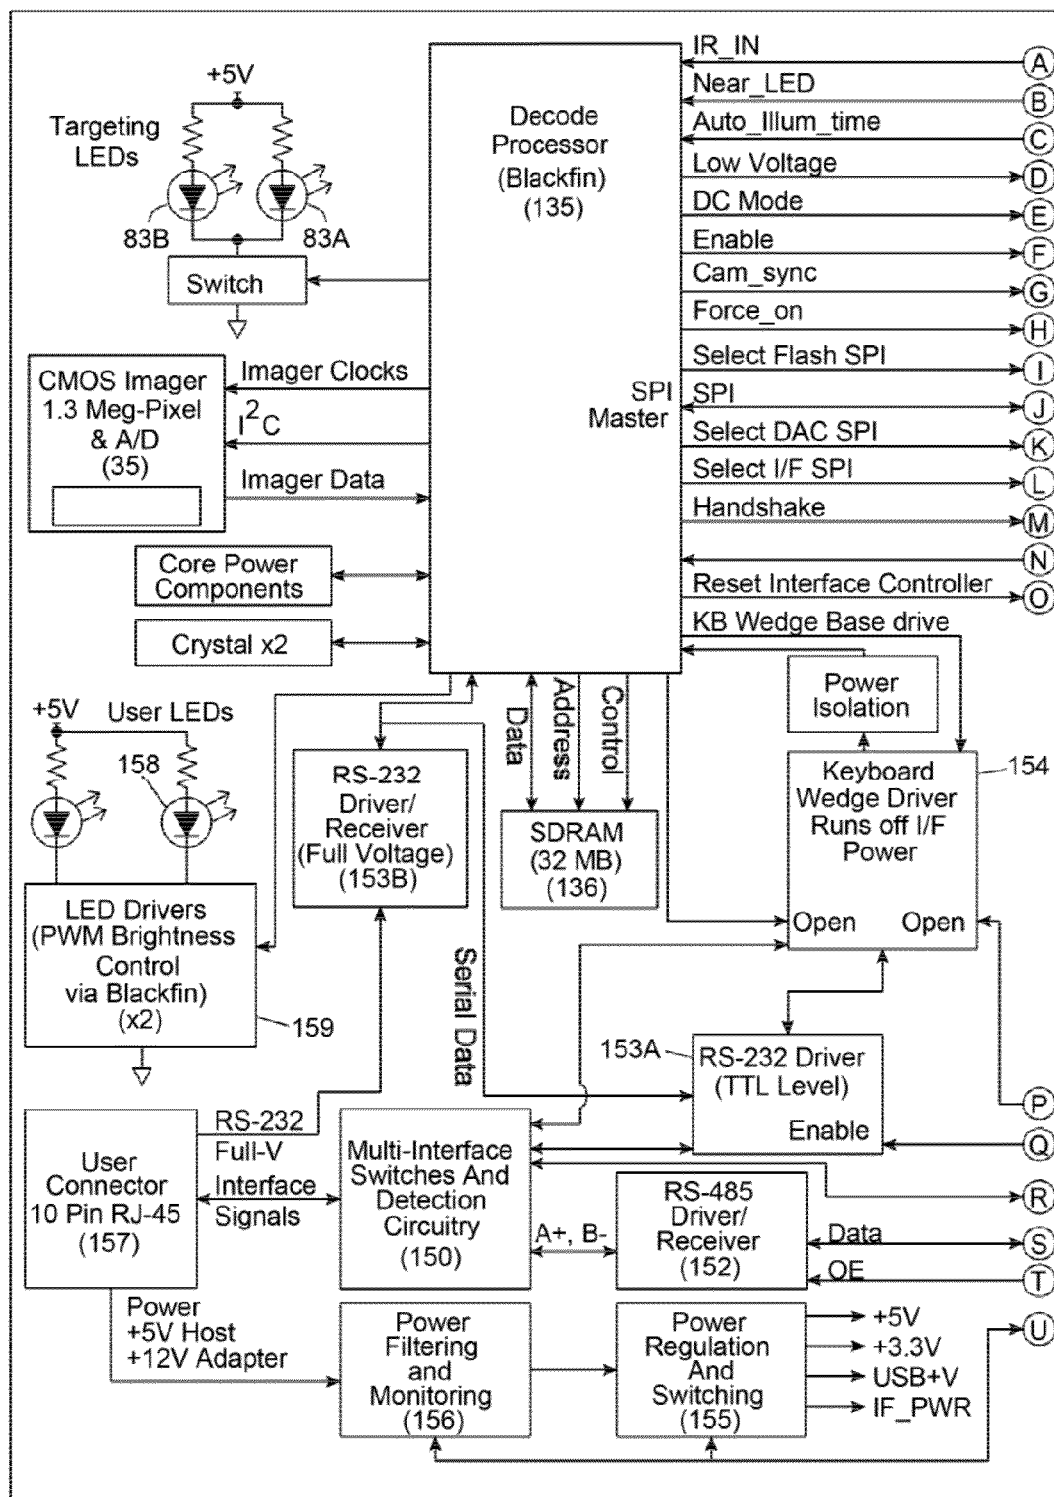 +5V
Targeting
LEDs
83B
83A
Switch
Decode
Processor
(Blackfin)
(135)
SPI
Master
IR_IN
A
Near_LED
B
Auto_Illum_time
C
Low Voltage
D
DC Mode
E
Enable
F
Cam_sync
G
Force_on
H
Select Flash SPI
I
SPI
J
Select DAC SPI
K
Select I/F SPI
L
Handshake
M
N
Reset Interface Controller
O
KB Wedge Base drive
CMOS Imager
1.3 Meg-Pixel
& A/D
(35)
Imager Clocks
I²C
Imager Data
Core Power
Components
Crystal x2
+5V
User LEDs
158
LED Drivers
(PWM Brightness
Control
via Blackfin)
(x2)
159
RS-232
Driver/
Receiver
(Full Voltage)
(153B)
Data
Address
Control
SDRAM
(32 MB)
(136)
Power
Isolation
154
Keyboard
Wedge Driver
Runs off I/F
Power
Open
Open
Serial Data
153A
RS-232 Driver
(TTL Level)
Enable
P
Q
R
User
Connector
10 Pin RJ-45
(157)
RS-232
Full-V
Interface
Signals
Multi-Interface
Switches And
Detection
Circuitry
(150)
A+, B-
RS-485
Driver/
Receiver
(152)
Data
S
OE
T
Power
+5V Host
+12V Adapter
Power
Filtering
and
Monitoring
(156)
Power
Regulation
And
Switching
(155)
+5V
+3.3V
USB+V
IF_PWR
U